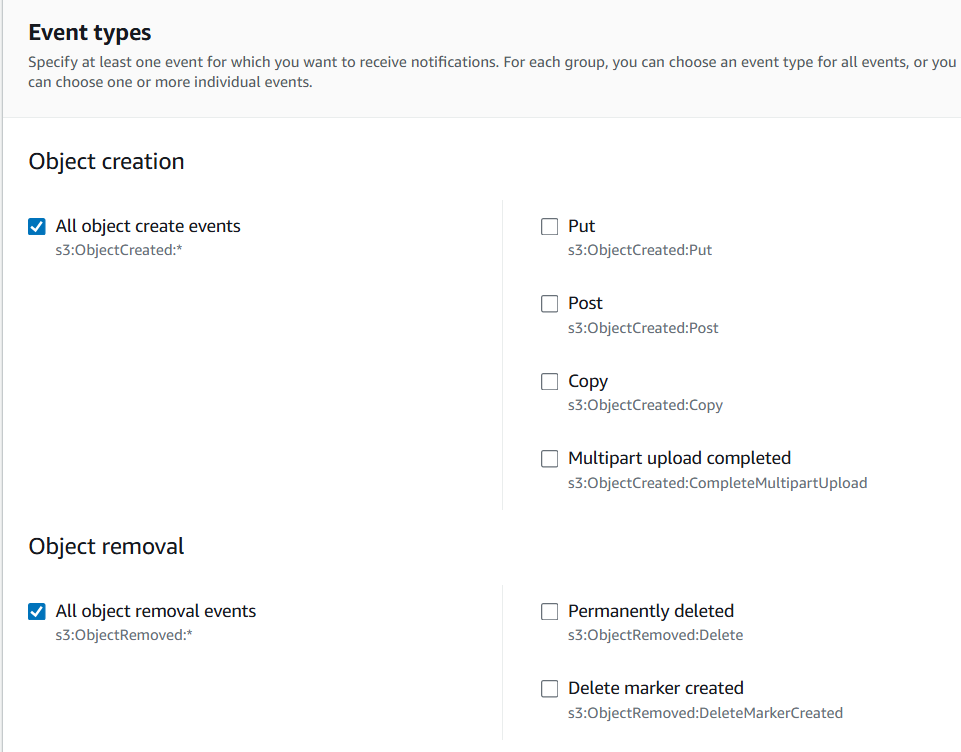 Event types
Specify at least one event for which you want to receive notifications. For each group, you can choose an event type for all events, or you
can choose one or more individual events.
Object creation
All object create events
s3:ObjectCreated:*
Put
s3:ObjectCreated:Put
Post
s3:ObjectCreated:Post
Copy
s3:ObjectCreated:Copy
Multipart upload completed
s3:ObjectCreated:CompleteMultipartUpload
Object removal
All object removal events
s3:ObjectRemoved:*
Permanently deleted
s3:ObjectRemoved:Delete
Delete marker created
s3:ObjectRemoved:DeleteMarkerCreated